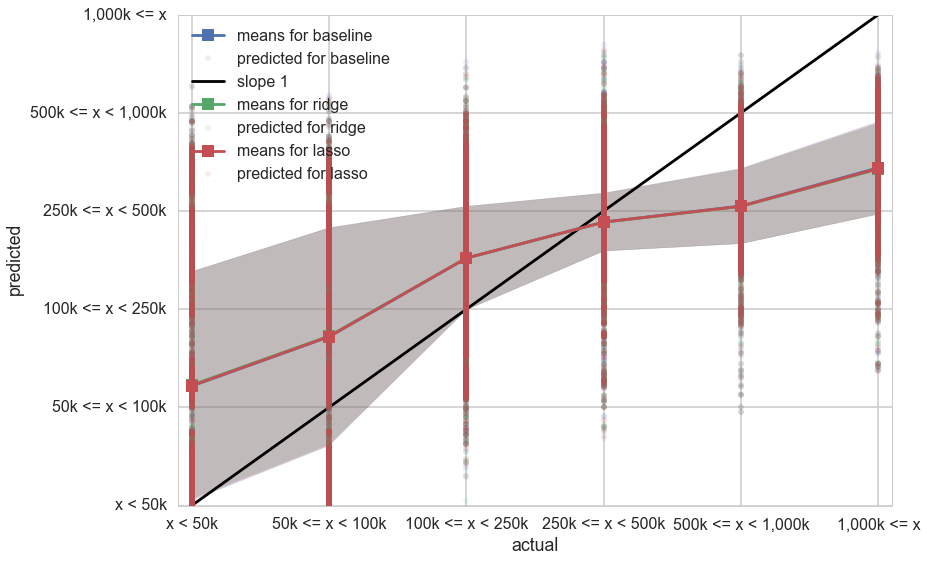 1,000k <= x
500k <= x < 1,000k
250k <= x < 500k
100k <= x < 250k
50k <= x < 100k
x < 50k
predicted
means for baseline
predicted for baseline
slope 1
means for ridge
predicted for ridge
means for lasso
predicted for lasso
x < 50k
50k <= x < 100k
100k <= x < 250k
250k <= x < 500k
500k <= x < 1,000k
1,000k <= x
actual